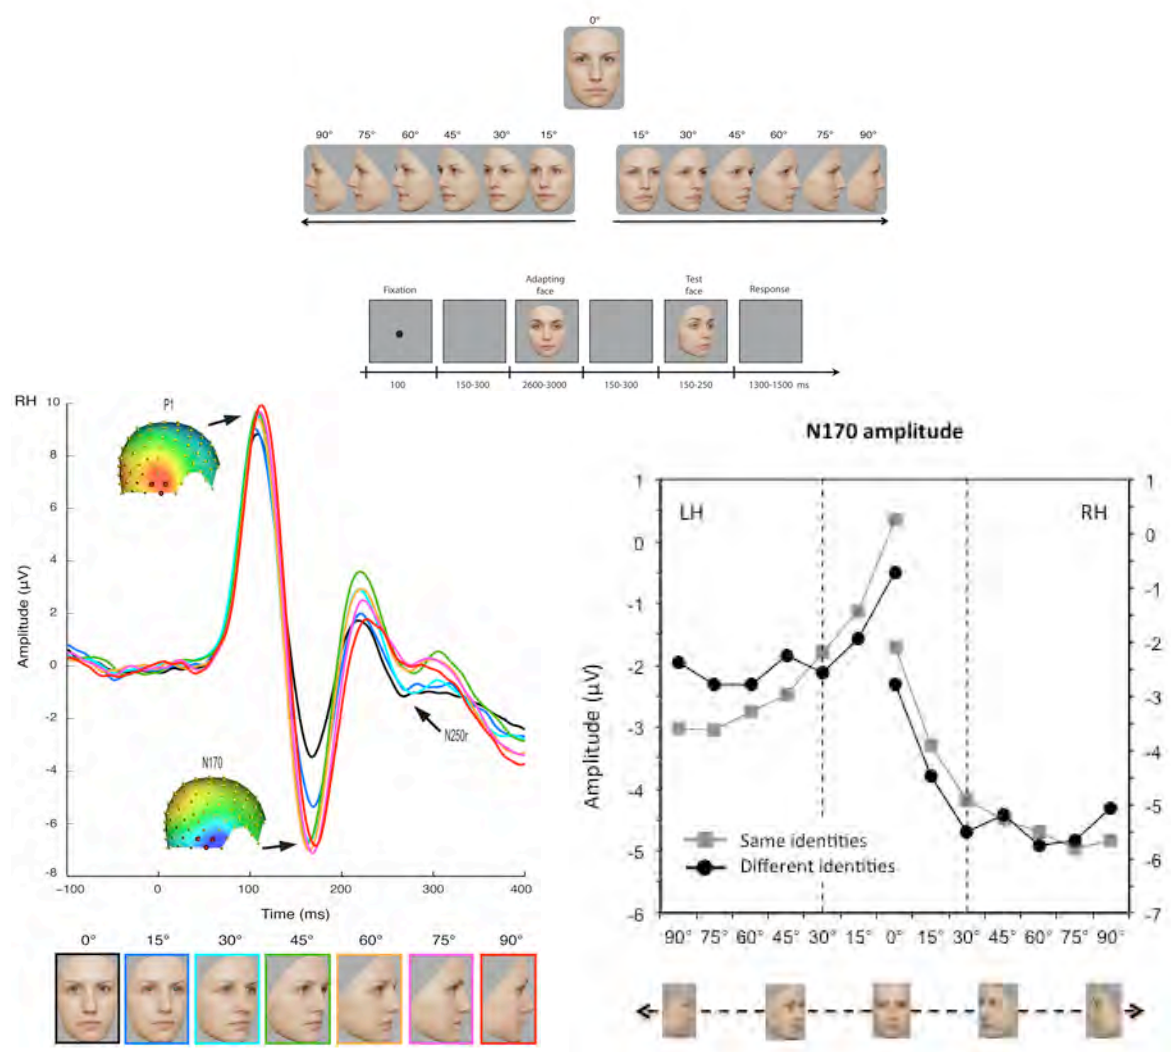 0°
90° 75° 60° 45° 30° 15°
15° 30° 45° 60° 75° 90°
Fixation
Adapting
face
Test
face
Response
100 150-300 2600-3000 150-300 150-250 1300-1500 ms
RH
10
8
6
4
2
0
-2
-4
-6
-8
Amplitude (μV)
P1
N170
N250r
-100 0 100 200 300 400
Time (ms)
0° 15° 30° 45° 60° 75° 90°
N170 amplitude
LH
RH
1
0
-1
-2
-3
-4
-5
-6
Amplitude (μV)
1
0
-1
-2
-3
-4
-5
-6
-7
Same identities
Different identities
90° 75° 60° 45° 30° 15° 0° 15° 30° 45° 60° 75° 90°